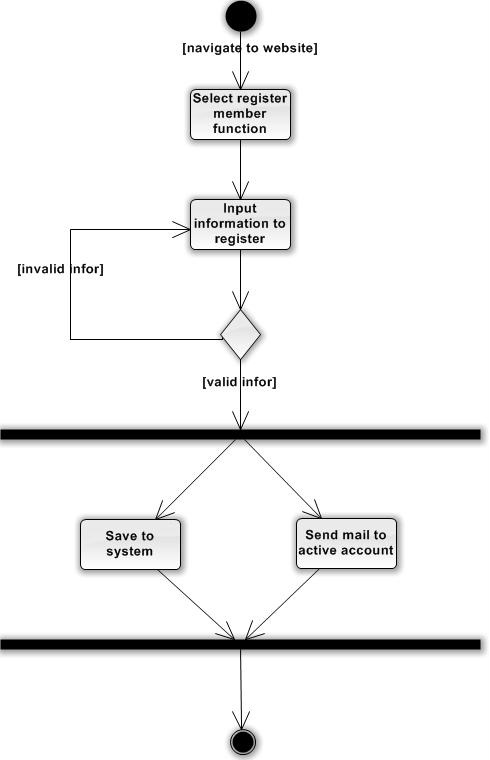 [navigate to website]
Select register
member
function
Input
information to
register
[invalid infor]
[valid infor]
Save to
system
Send mail to
active account